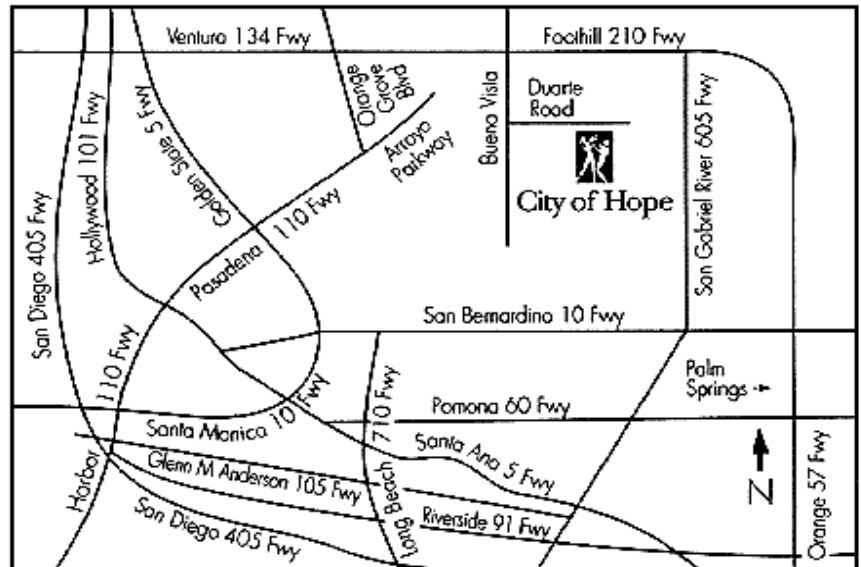 Ventura 134 Fwy
Foothill 210 Fwy
Orange
Grove
Blvd
Arroyo
Parkway
Buena Vista
Duarte
Road
City of Hope
San Gabriel River 605 Fwy
Golden State 5 Fwy
Hollywood 101 Fwy
San Diego 405 Fwy
Pasadena 110 Fwy
San Bernardino 10 Fwy
110 Fwy
Palm
Springs
Pomona 60 Fwy
Santa Monica 10 Fwy
710 Fwy
Santa Ana 5 Fwy
Glenn M Anderson 105 Fwy
Harbor
San Diego 405 Fwy
Long Beach
Riverside 91 Fwy
N
Orange 57 Fwy